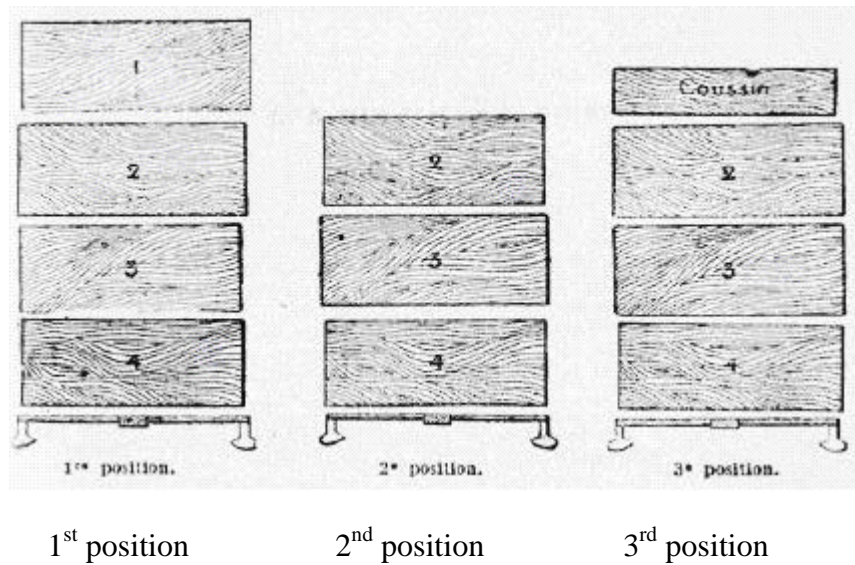 1
2
3
4
1re position.
2
3
4
2e position.
Coussin
2
3
4
3e position.
1st position
2nd position
3rd position